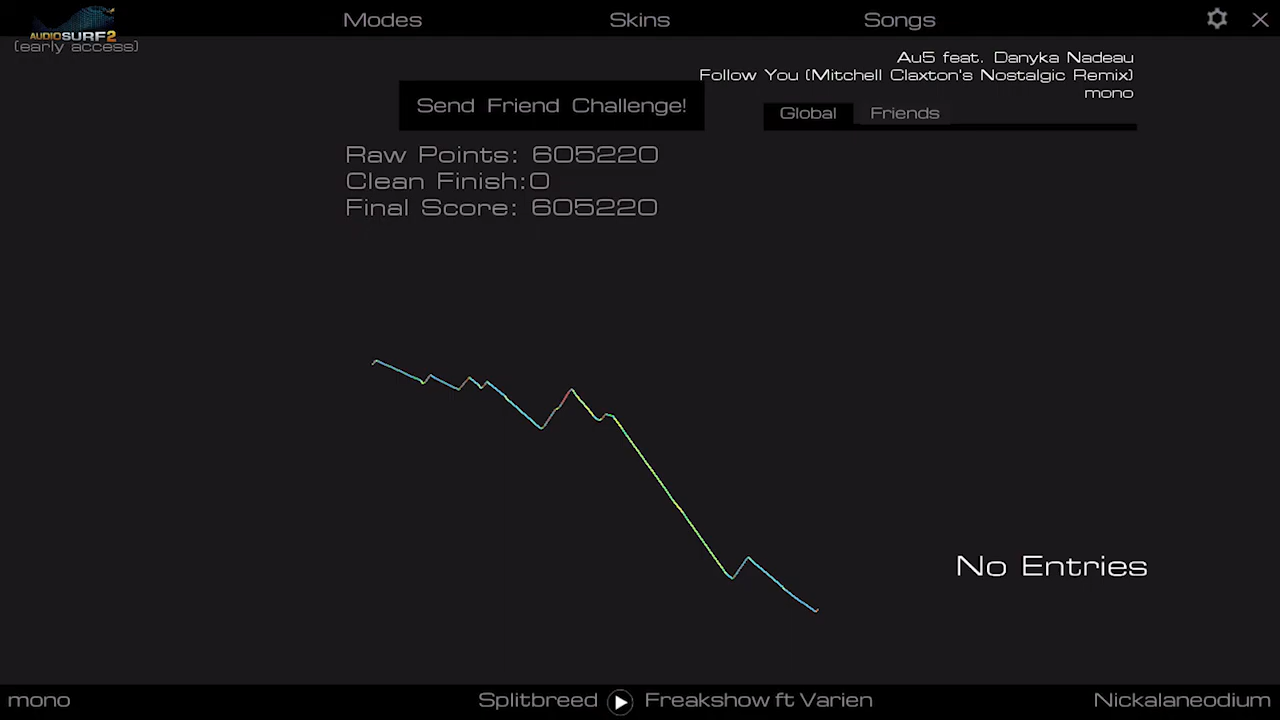 Modes Skins Songs
AUDIOSURF2
(early access)
Au5 feat. Danyka Nadeau
Follow You (Mitchell Claxton's Nostalgic Remix)
mono
Send Friend Challenge!
Global Friends
Raw Points: 605220
Clean Finish:0
Final Score: 605220
No Entries
mono Splitbreed Freakshow ft Varien Nickalaneodium